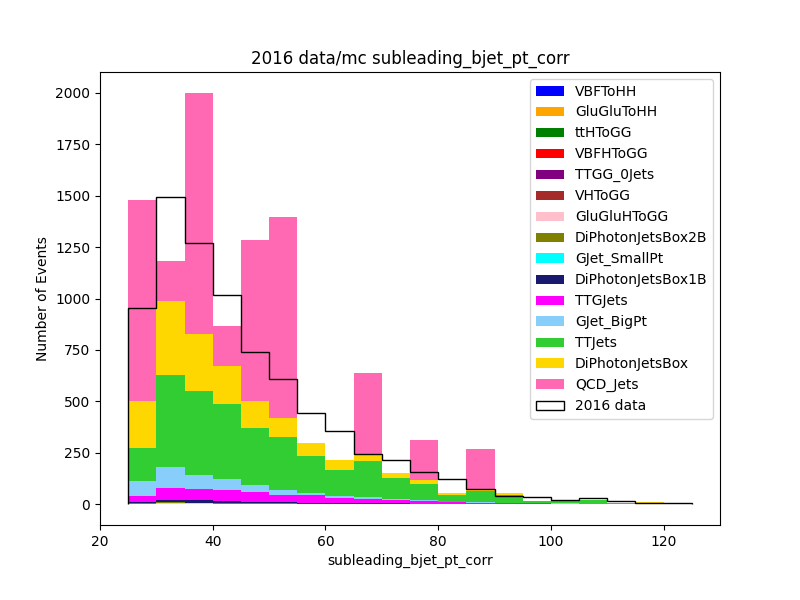 2016 data/mc subleading_bjet_pt_corr
Number of Events
2000
1750
1500
1250
1000
750
500
250
0
20
40
60
80
100
120
subleading_bjet_pt_corr
VBFToHH
GluGluToHH
ttHToGG
VBFHToGG
TTGG_0Jets
VHToGG
GluGluHToGG
DiPhotonJetsBox2B
GJet_SmallPt
DiPhotonJetsBox1B
TTGJets
GJet_BigPt
TTJets
DiPhotonJetsBox
QCD_Jets
2016 data